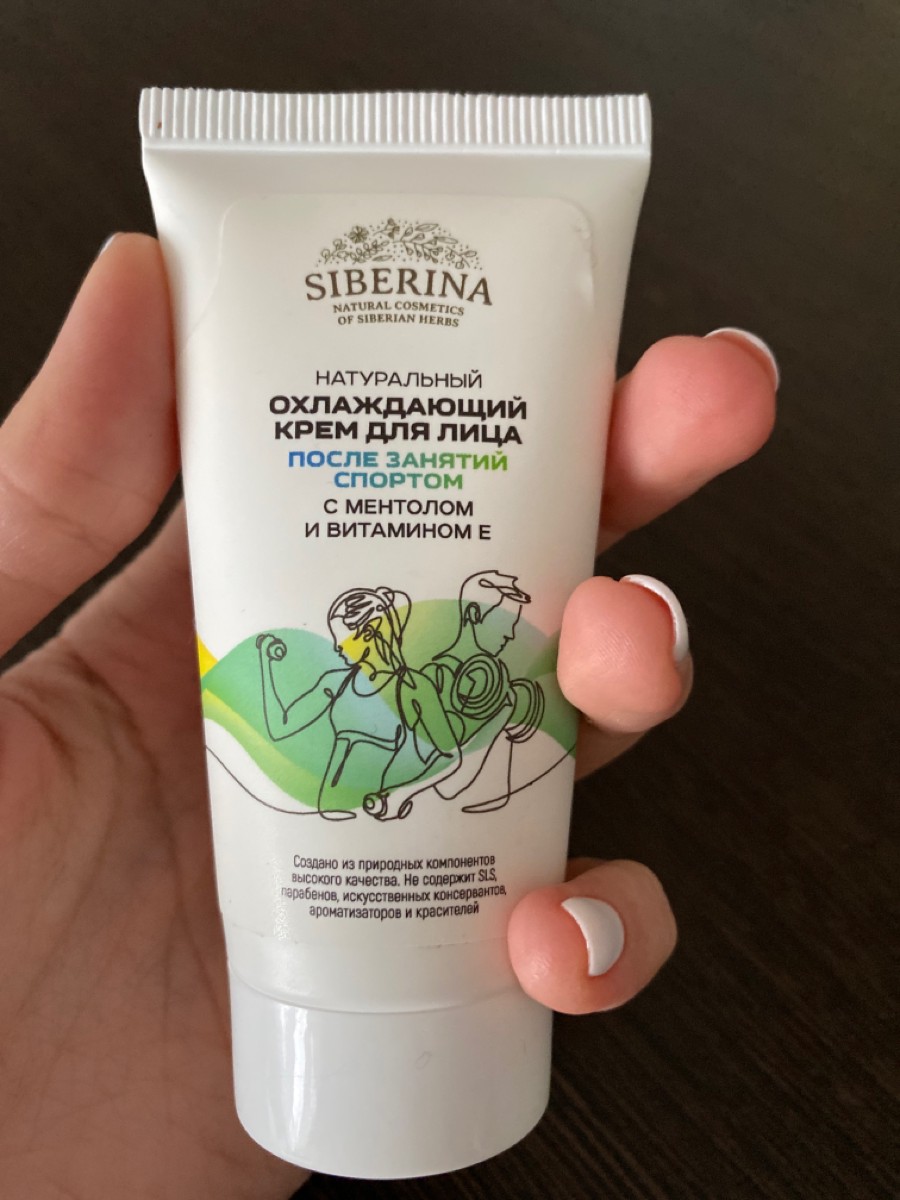 SIBERINA
NATURAL COSMETICS
OF SIBERIAN HERBS
НАТУРАЛЬНЫЙ
ОХЛАЖДАЮЩИЙ
КРЕМ ДЛЯ ЛИЦА
ПОСЛЕ ЗАНЯТИЙ
СПОРТОМ
С МЕНТОЛОМ
И ВИТАМИНОМ Е
Создано из природных компонентов
высокого качества. Не содержит SLS,
парабенов, искусственных консервантов,
ароматизаторов и красителей